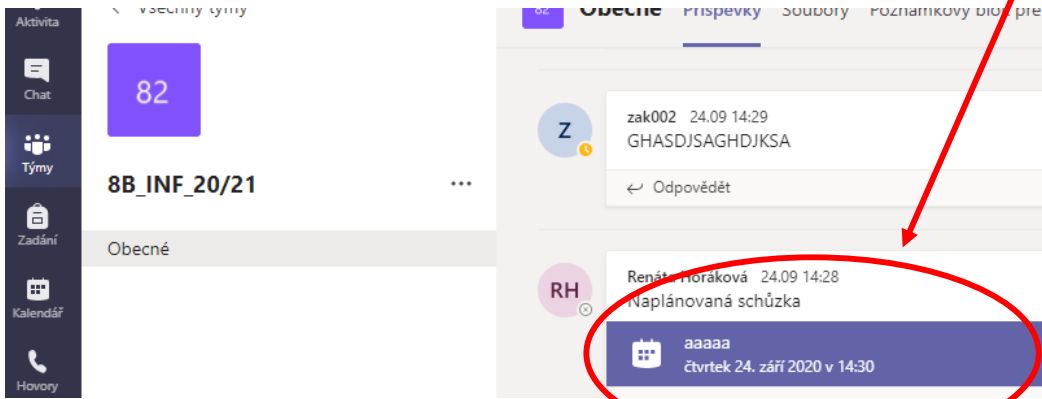 Aktivita
Chat
Týmy
Zadání
Kalendář
Hovory
Všechny týmy
82
8B_INF_20/21
Obecné
82 Obecné Příspěvky Soubory Poznámkový blok pře
Z
zak002 24.09 14:29
GHASDJSAGHDJKSA
Odpovědět
RH
Renáta Horáková 24.09 14:28
Naplánovaná schůzka
aaaaa
čtvrtek 24. září 2020 v 14:30